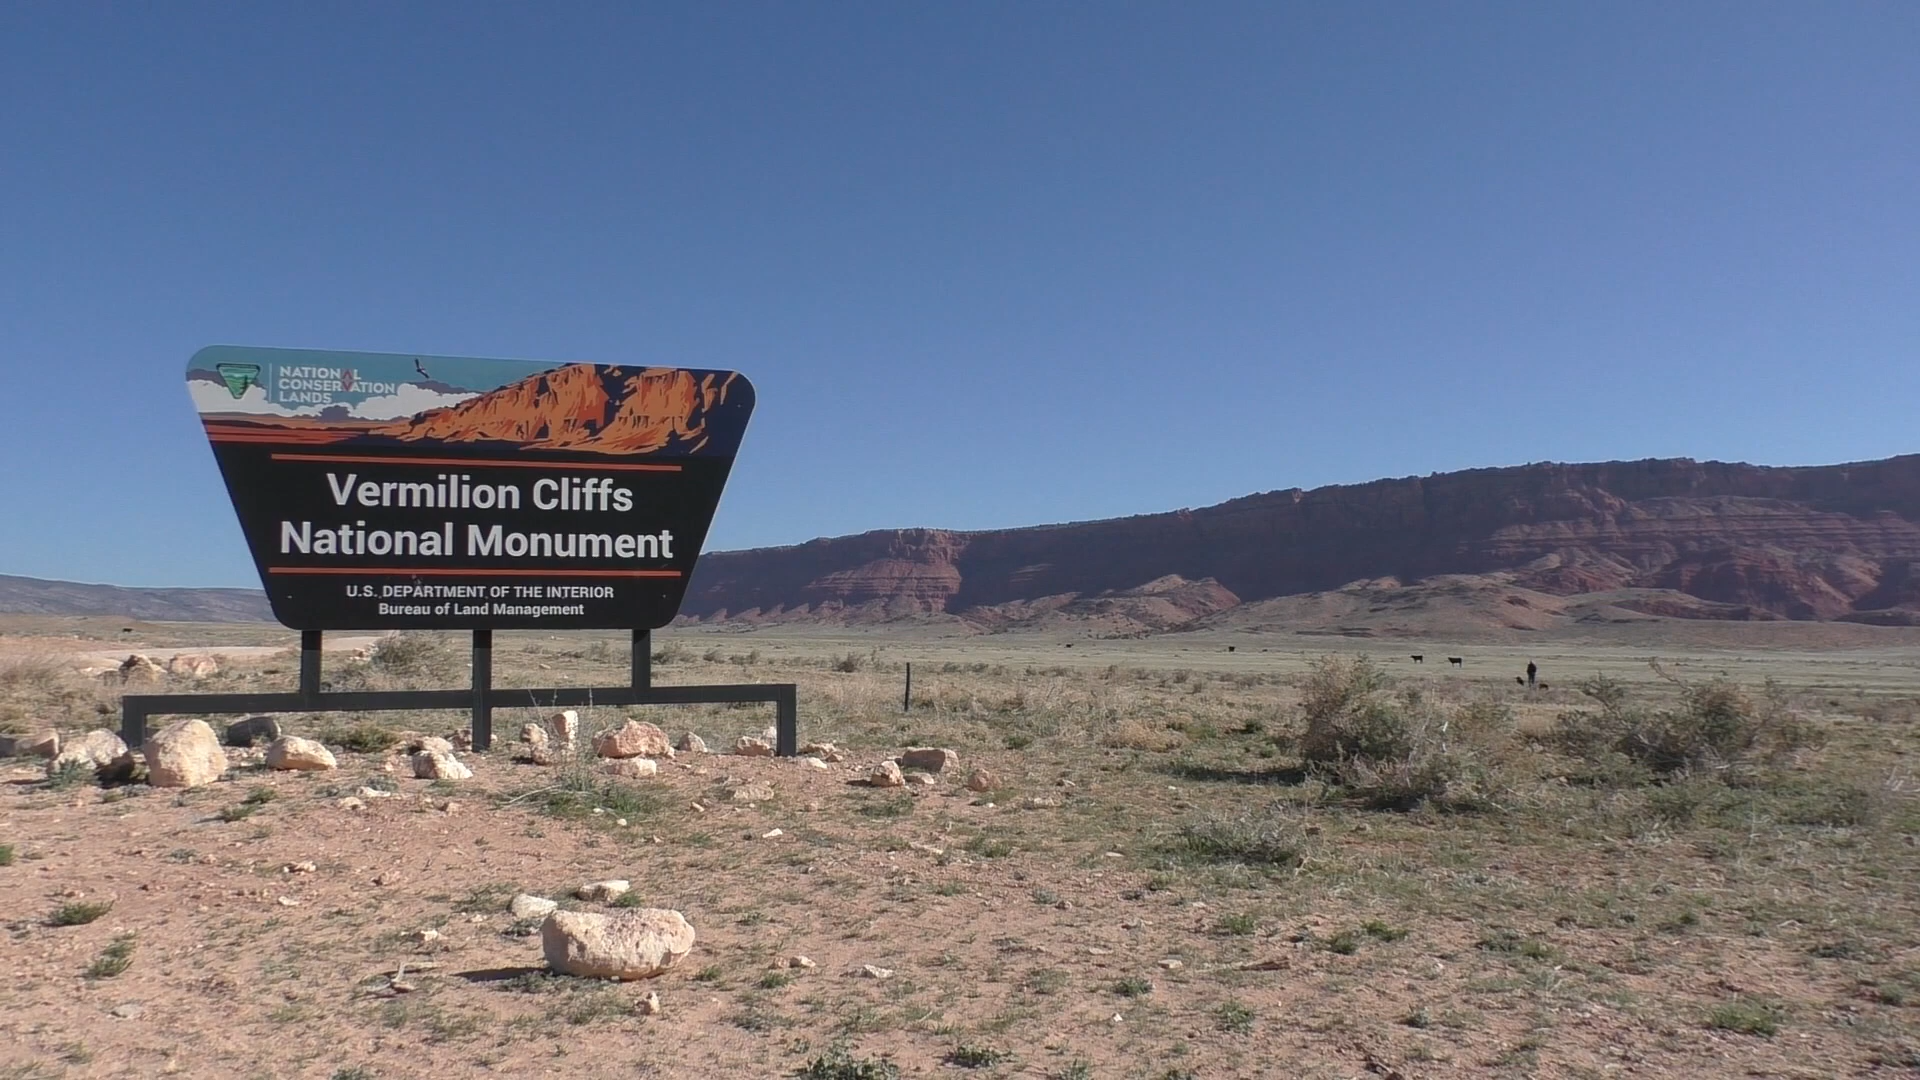 NATIONAL
CONSERVATION
LANDS
Vermilion Cliffs
National Monument
U.S. DEPARTMENT OF THE INTERIOR
Bureau of Land Management